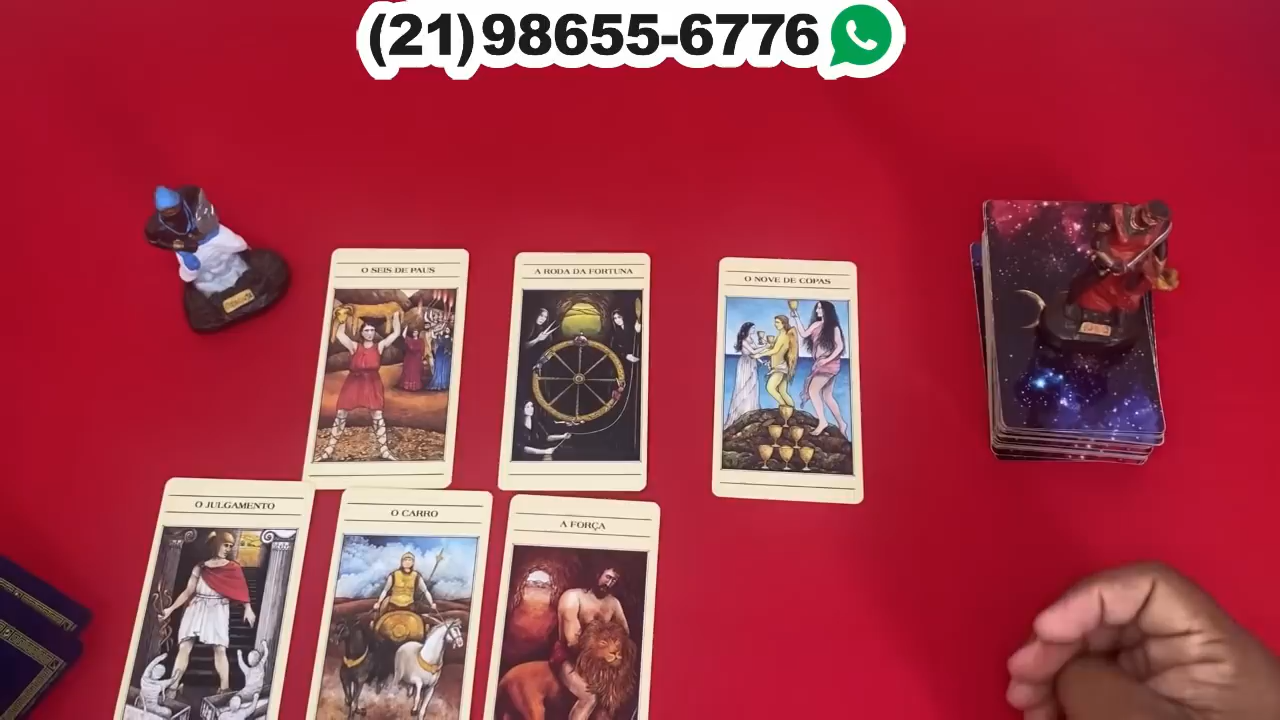 (21)98655-6776
O SEIS DE PAUS
A RODA DA FORTUNA
O NOVE DE COPAS
O JULGAMENTO
O CARRO
A FORÇA